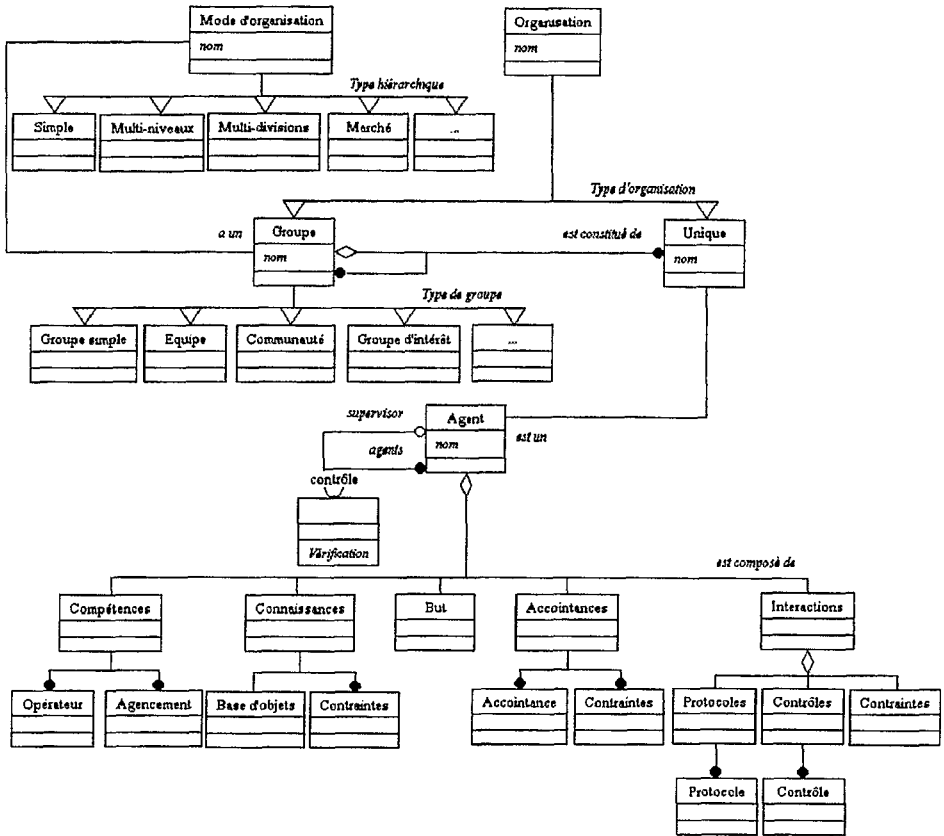 Mode d'organisation
nom
Organisation
nom
Type hiérarchique
Simple
Multi-niveaux
Multi-divisions
Marché
...
Type d'organisation
a un
Groupe
nom
est constitué de
Unique
nom
Type de groupe
Groupe simple
Equipe
Communauté
Groupe d'intérêt
...
supervisor
Agent
nom
est un
agents
contrôle
Vérification
est composé de
Compétences
Connaissances
But
Accointances
Interactions
Opérateur
Agencement
Base d'objets
Contraintes
Accointance
Contraintes
Protocoles
Contrôles
Contraintes
Protocole
Contrôle